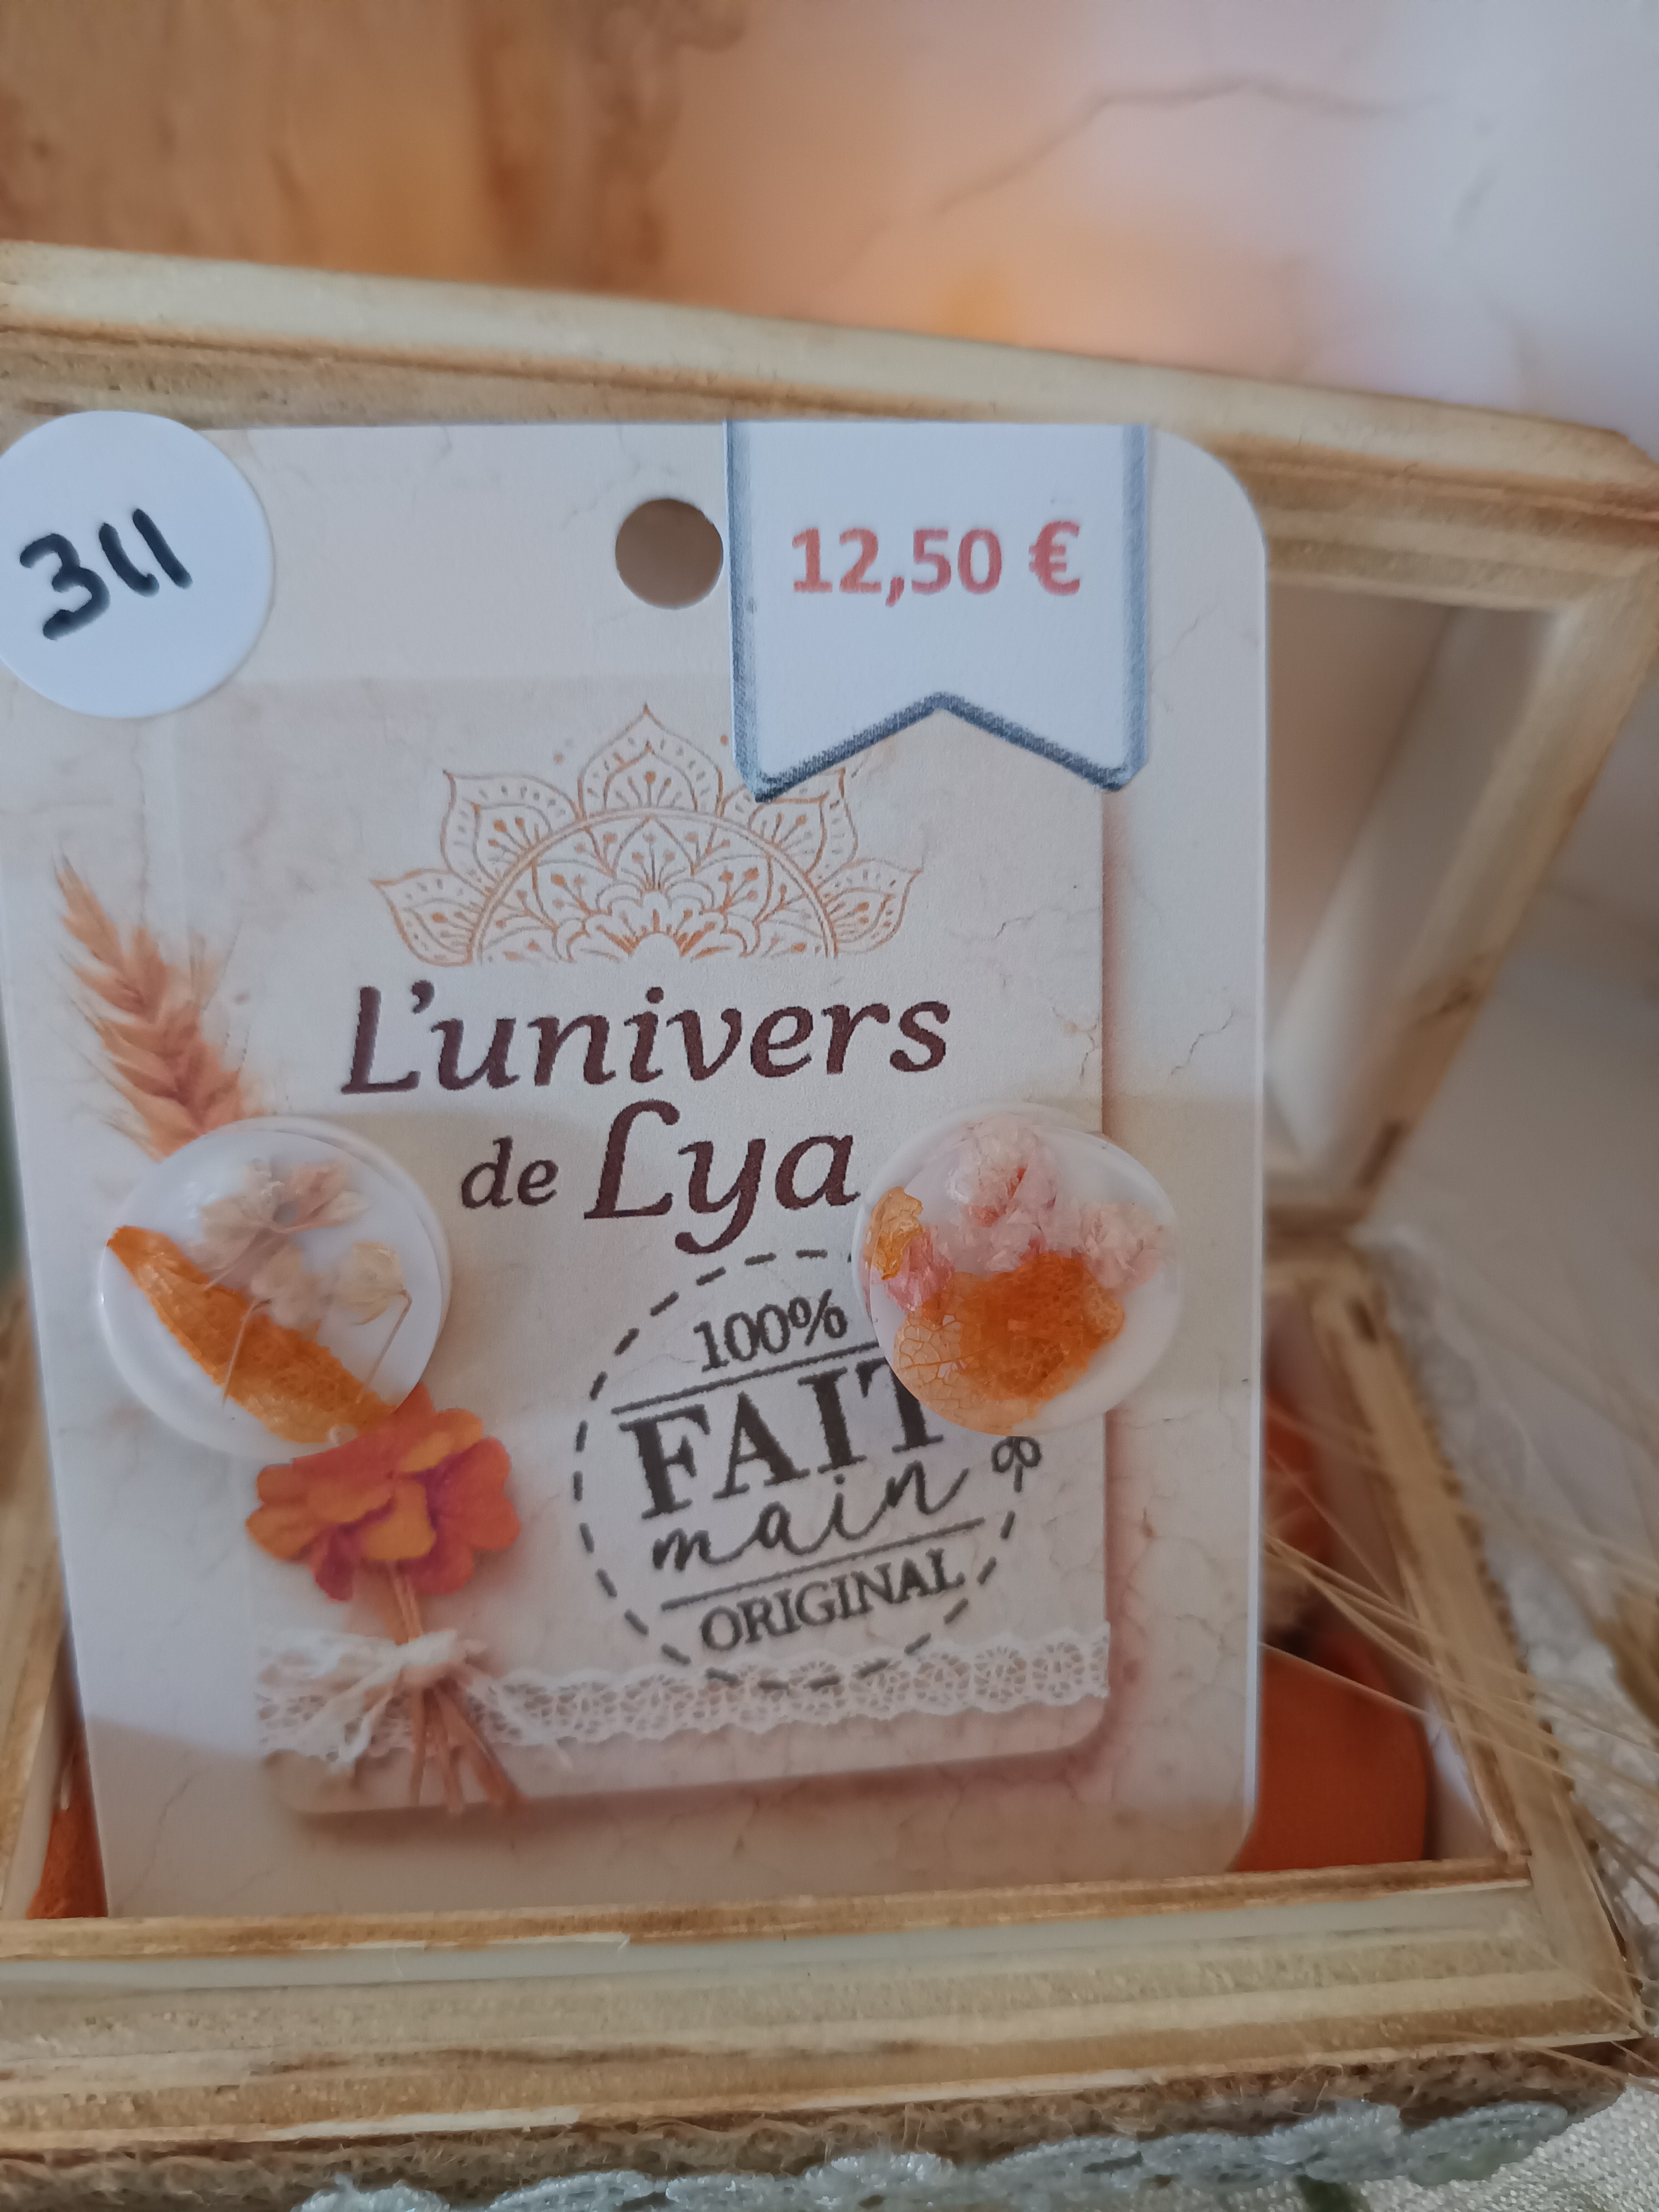 311
12,50 €
L'univers
de Lya
100%
FAIT
main
ORIGINAL